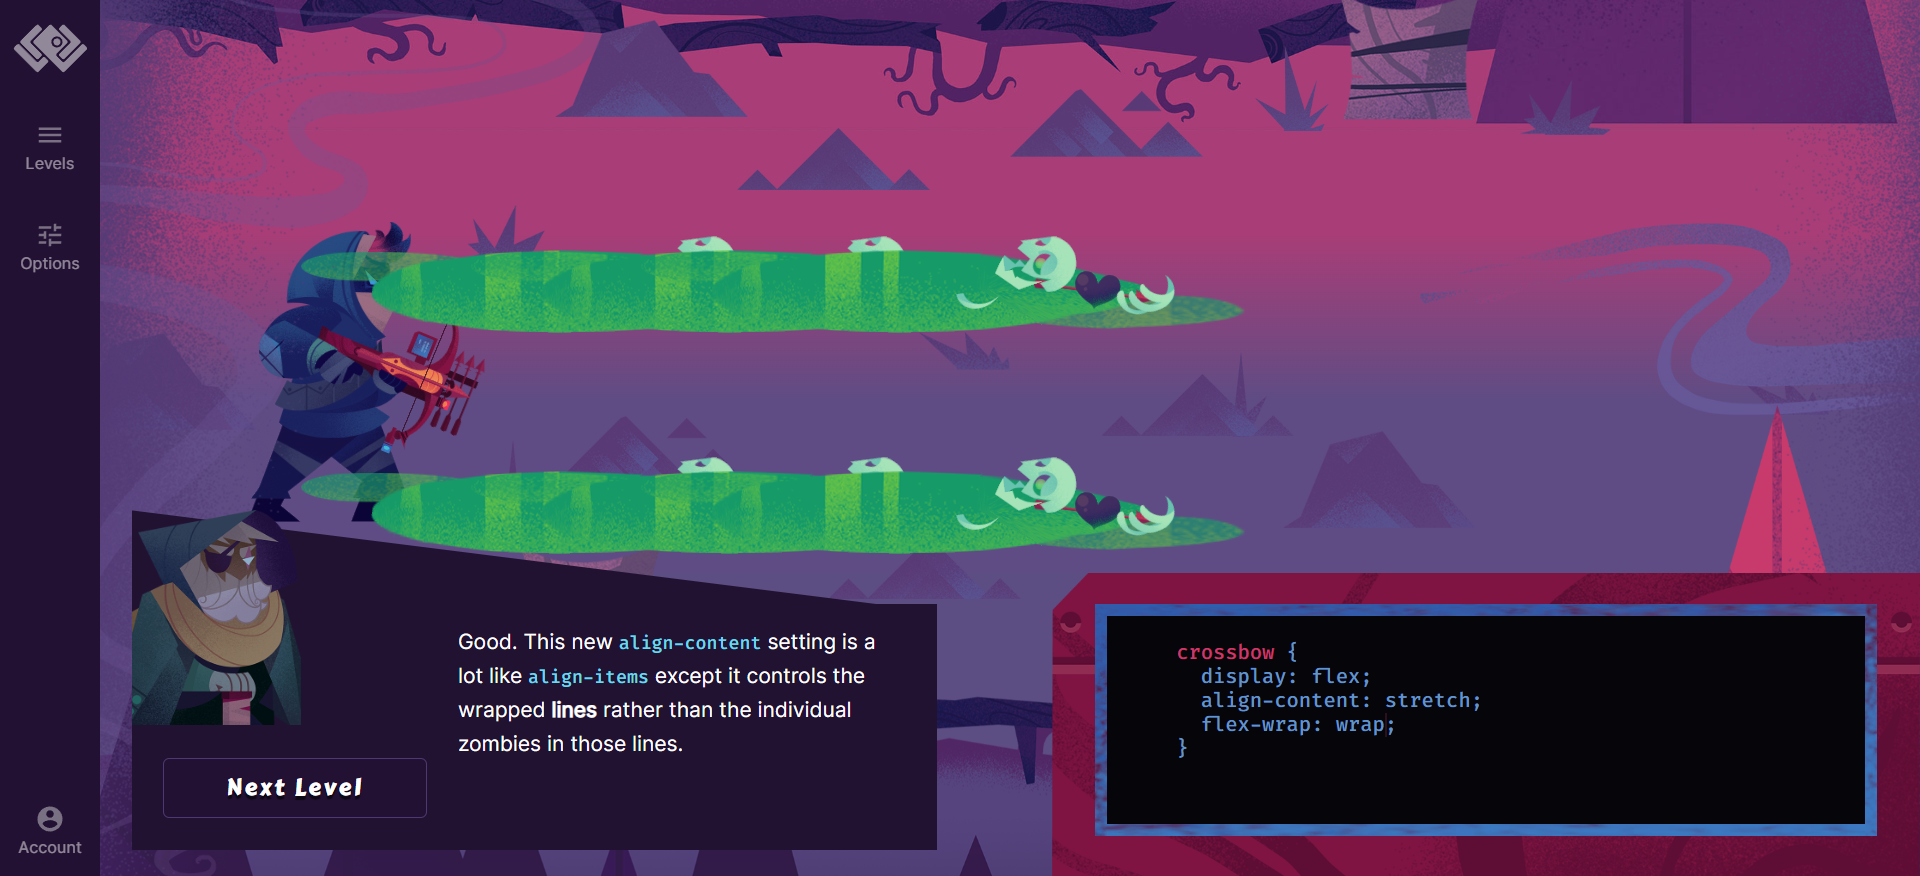 Levels
Options
Account
Good. This new align-content setting is a
lot like align-items except it controls the
wrapped lines rather than the individual
zombies in those lines.
Next Level
crossbow {
  display: flex;
  align-content: stretch;
  flex-wrap: wrap;
}